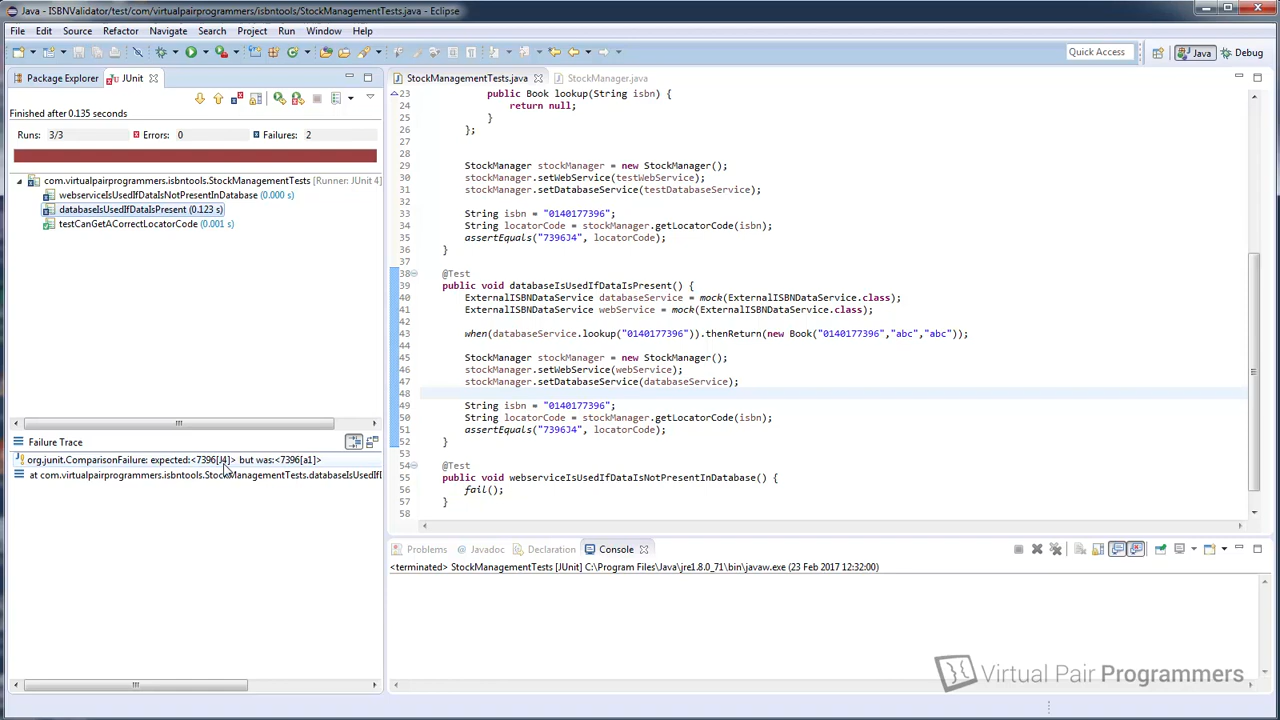 Java - ISBNValidator/test/com/virtualpairprogrammers/isbntools/StockManagementTests.java - Eclipse
File Edit Source Refactor Navigate Search Project Run Window Help
Quick Access Java Debug
Package Explorer JUnit
Finished after 0.135 seconds
Runs: 3/3 Errors: 0 Failures: 2
com.virtualpairprogrammers.isbntools.StockManagementTests [Runner: JUnit 4]
webserviceIsUsedIfDataIsNotPresentInDatabase (0.000 s)
databaseIsUsedIfDataIsPresent (0.123 s)
testCanGetACorrectLocatorCode (0.001 s)
Failure Trace
org.junit.ComparisonFailure: expected:<7396[J4]> but was:<7396[a1]>
at com.virtualpairprogrammers.isbntools.StockManagementTests.databaseIsUsedIf
StockManagementTests.java StockManager.java
23 public Book lookup(String isbn) {
24 return null;
25 }
26 };
27
28
29 StockManager stockManager = new StockManager();
30 stockManager.setWebService(testWebService);
31 stockManager.setDatabaseService(testDatabaseService);
32
33 String isbn = "0140177396";
34 String locatorCode = stockManager.getLocatorCode(isbn);
35 assertEquals("7396J4", locatorCode);
36 }
37
38 @Test
39 public void databaseIsUsedIfDataIsPresent() {
40 ExternalISBNDataService databaseService = mock(ExternalISBNDataService.class);
41 ExternalISBNDataService webService = mock(ExternalISBNDataService.class);
42
43 when(databaseService.lookup("0140177396")).thenReturn(new Book("0140177396","abc","abc"));
44
45 StockManager stockManager = new StockManager();
46 stockManager.setWebService(webService);
47 stockManager.setDatabaseService(databaseService);
48
49 String isbn = "0140177396";
50 String locatorCode = stockManager.getLocatorCode(isbn);
51 assertEquals("7396J4", locatorCode);
52 }
53
54 @Test
55 public void webserviceIsUsedIfDataIsNotPresentInDatabase() {
56 fail();
57 }
58
Problems Javadoc Declaration Console
<terminated> StockManagementTests [JUnit] C:\Program Files\Java\jre1.8.0_71\bin\javaw.exe (23 Feb 2017 12:32:00)
Virtual Pair Programmers